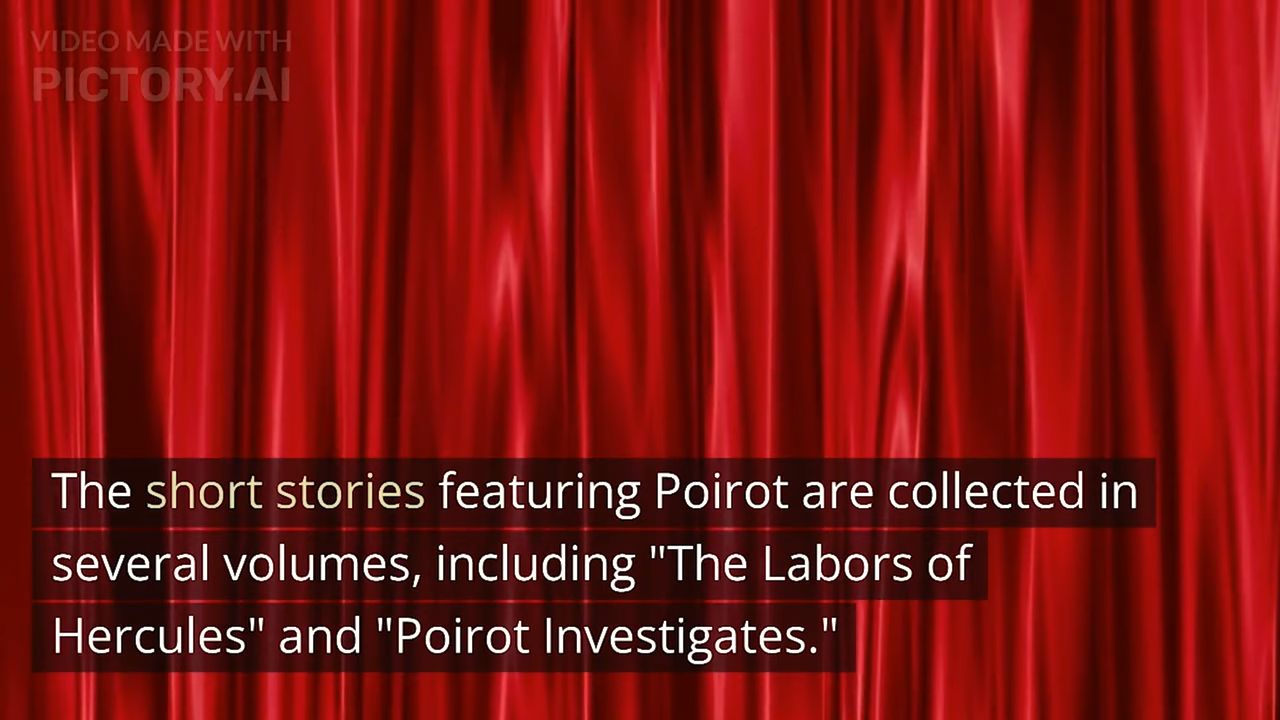 VIDEO MADE WITH
PICTORY.AI
The short stories featuring Poirot are collected in
several volumes, including "The Labors of
Hercules" and "Poirot Investigates."